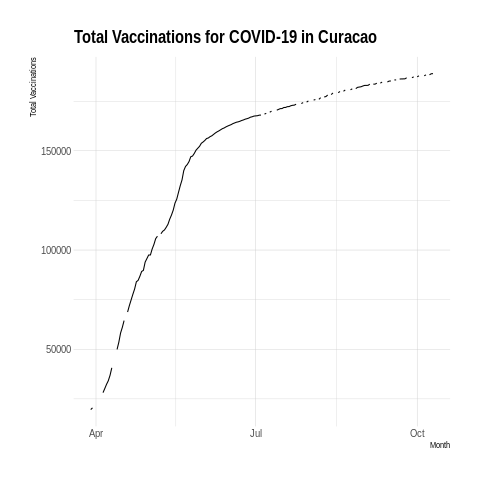 Total Vaccinations for COVID-19 in Curacao
Total Vaccinations
150000
100000
50000
Apr Jul Oct
Month